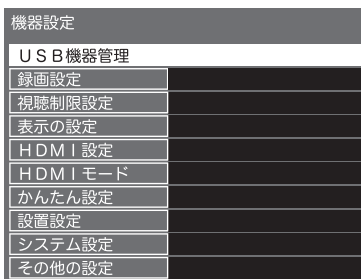 機器設定
ＵＳＢ機器管理
録画設定
視聴制限設定
表示の設定
ＨＤＭＩ設定
ＨＤＭＩモード
かんたん設定
設置設定
システム設定
その他の設定